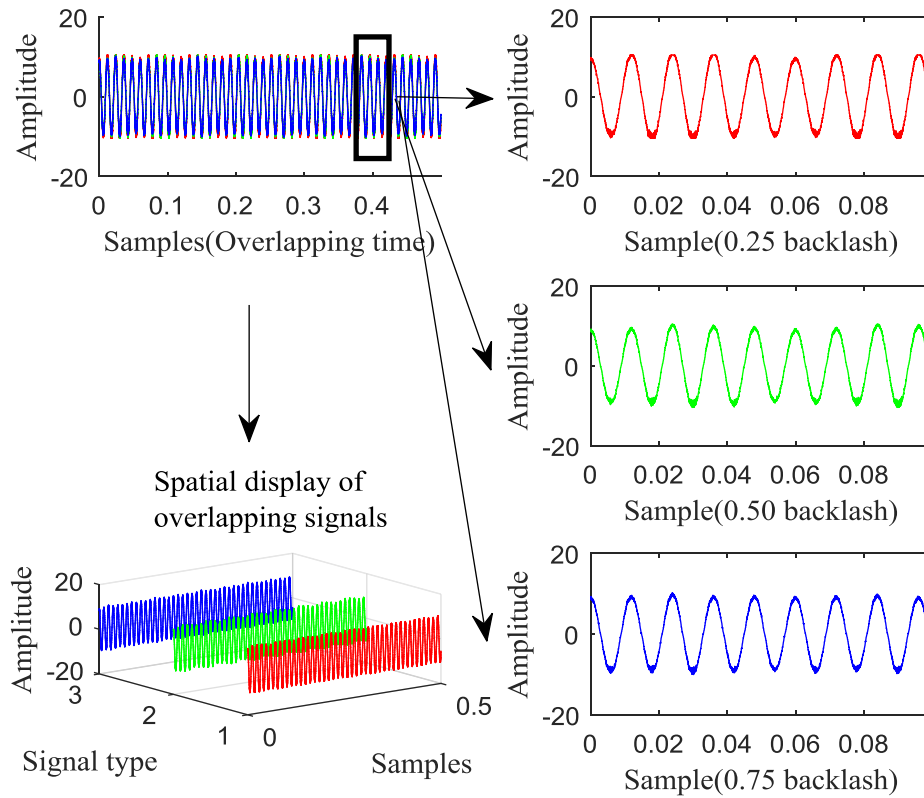 20
0
-20
Amplitude
0 0.1 0.2 0.3 0.4
Samples(Overlapping time)
20
0
-20
Amplitude
0 0.02 0.04 0.06 0.08
Sample(0.25 backlash)
20
0
-20
Amplitude
0 0.02 0.04 0.06 0.08
Sample(0.50 backlash)
Spatial display of
overlapping signals
20
0
-20
Amplitude
3
2
1
Signal type
0
0.5
Samples
20
0
-20
Amplitude
0 0.02 0.04 0.06 0.08
Sample(0.75 backlash)